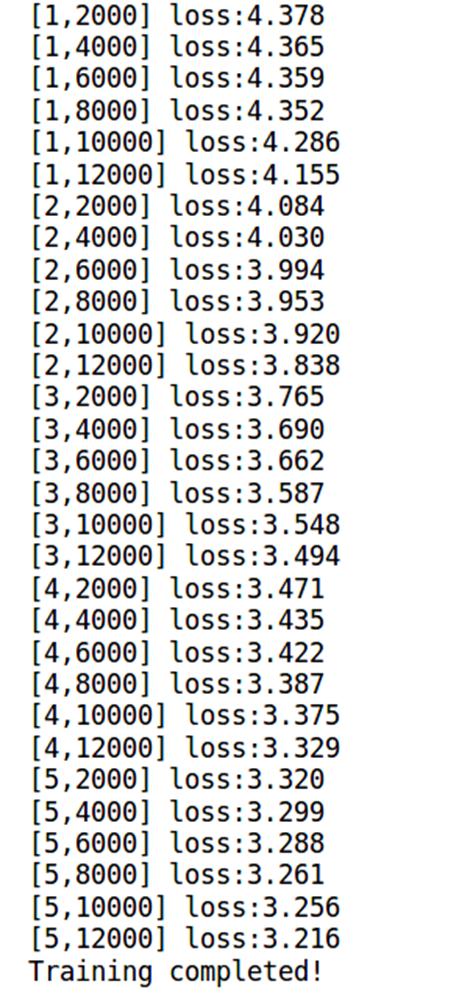 [1,2000] loss:4.378
[1,4000] loss:4.365
[1,6000] loss:4.359
[1,8000] loss:4.352
[1,10000] loss:4.286
[1,12000] loss:4.155
[2,2000] loss:4.084
[2,4000] loss:4.030
[2,6000] loss:3.994
[2,8000] loss:3.953
[2,10000] loss:3.920
[2,12000] loss:3.838
[3,2000] loss:3.765
[3,4000] loss:3.690
[3,6000] loss:3.662
[3,8000] loss:3.587
[3,10000] loss:3.548
[3,12000] loss:3.494
[4,2000] loss:3.471
[4,4000] loss:3.435
[4,6000] loss:3.422
[4,8000] loss:3.387
[4,10000] loss:3.375
[4,12000] loss:3.329
[5,2000] loss:3.320
[5,4000] loss:3.299
[5,6000] loss:3.288
[5,8000] loss:3.261
[5,10000] loss:3.256
[5,12000] loss:3.216
Training completed!